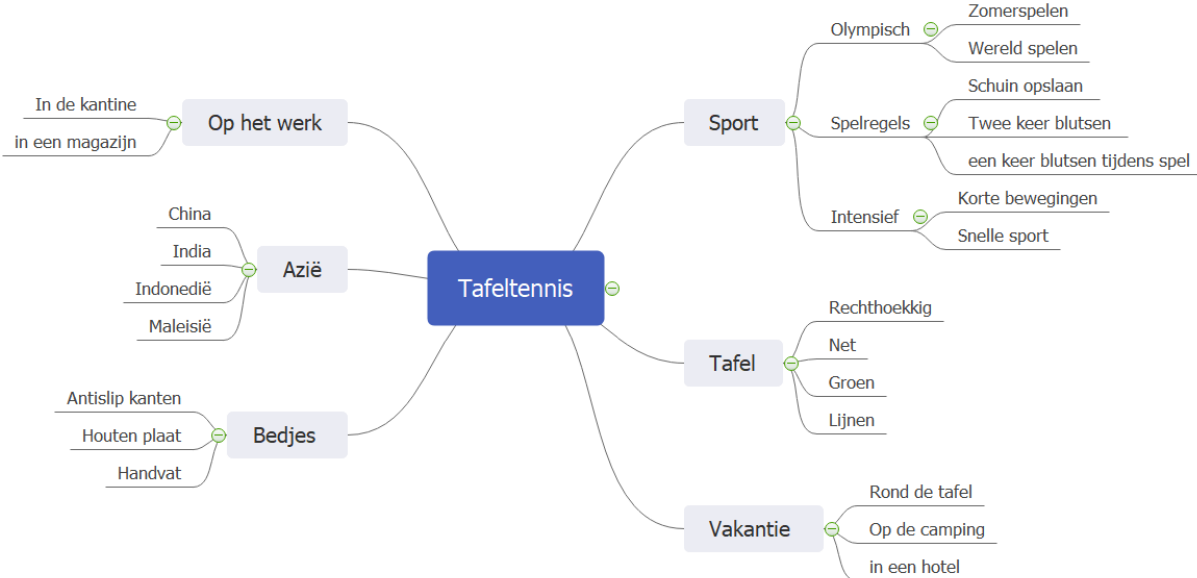 Tafeltennis
Sport
Olympisch
Zomerspelen
Wereld spelen
Spelregels
Schuin opslaan
Twee keer blutsen
een keer blutsen tijdens spel
Intensief
Korte bewegingen
Snelle sport
Tafel
Rechthoekkig
Net
Groen
Lijnen
Vakantie
Rond de tafel
Op de camping
in een hotel
Op het werk
In de kantine
in een magazijn
Azië
China
India
Indonedië
Maleisië
Bedjes
Antislip kanten
Houten plaat
Handvat